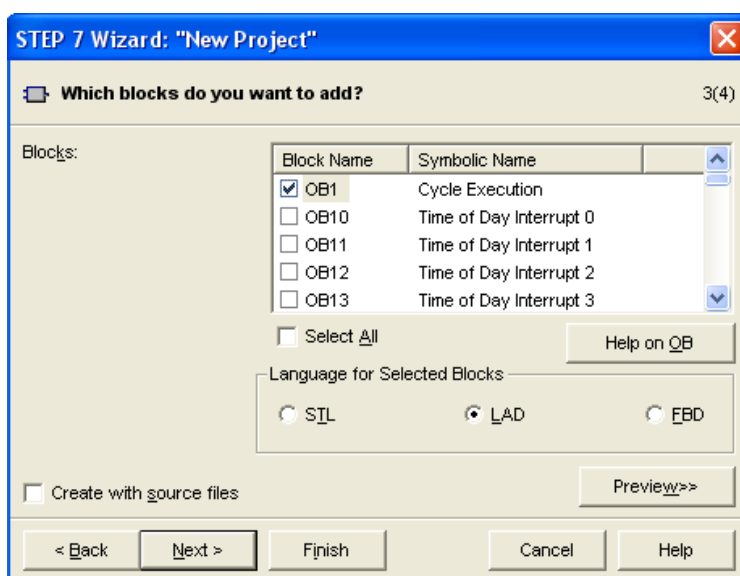 STEP 7 Wizard: "New Project"
Which blocks do you want to add? 3(4)
Blocks:
Block Name Symbolic Name
OB1 Cycle Execution
OB10 Time of Day Interrupt 0
OB11 Time of Day Interrupt 1
OB12 Time of Day Interrupt 2
OB13 Time of Day Interrupt 3
Select All
Help on OB
Language for Selected Blocks
STL LAD FBD
Create with source files
Preview>>
< Back Next > Finish Cancel Help